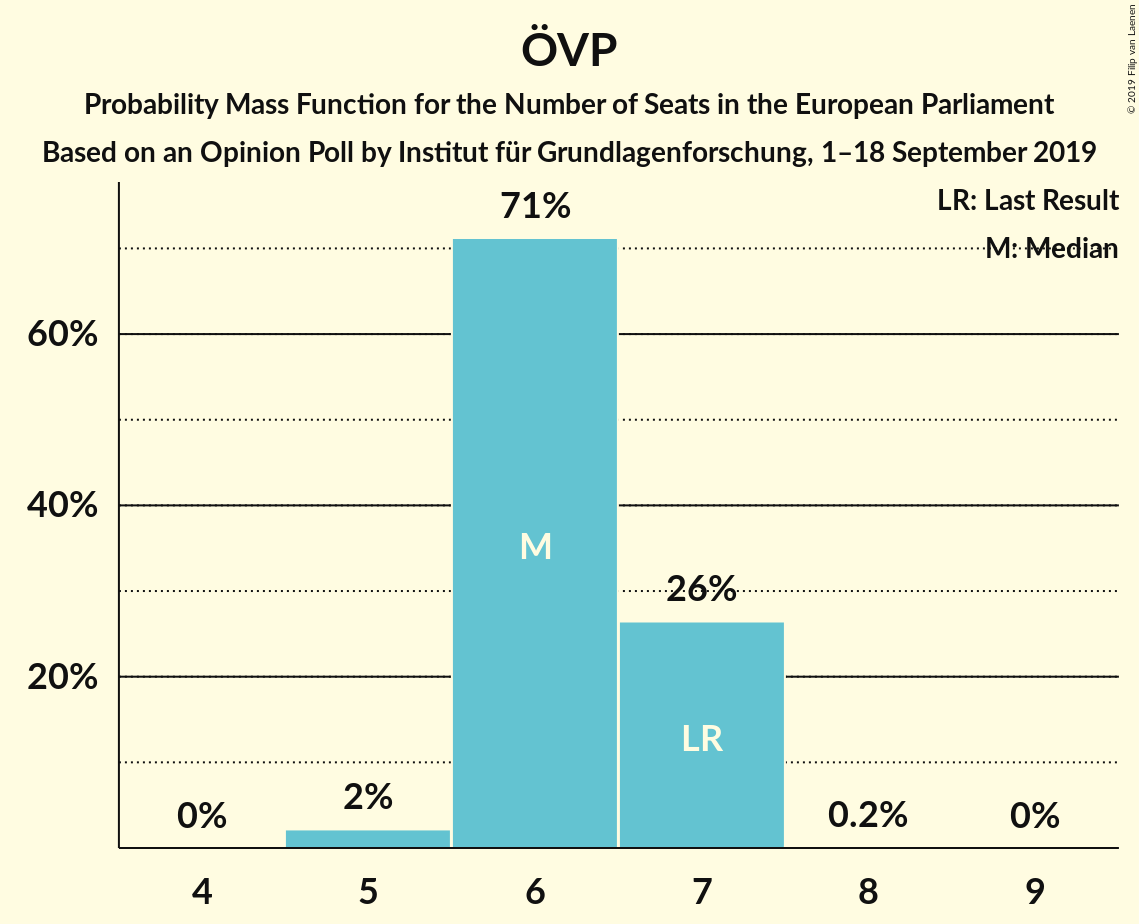 ÖVP
Probability Mass Function for the Number of Seats in the European Parliament
Based on an Opinion Poll by Institut für Grundlagenforschung, 1–18 September 2019
© 2019 Filip van Laenen
LR: Last Result
M: Median
71%
60%
40%
M
26%
20%
LR
0%
2%
0.2%
0%
4 5 6 7 8 9